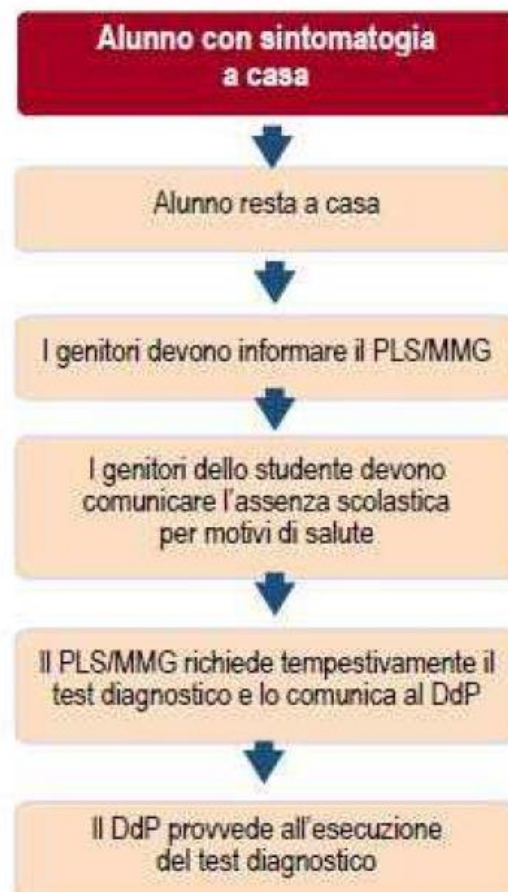 Alunno con sintomatogia
a casa
Alunno resta a casa
I genitori devono informare il PLS/MMG
I genitori dello studente devono
comunicare l'assenza scolastica
per motivi di salute
Il PLS/MMG richiede tempestivamente il
test diagnostico e lo comunica al DdP
Il DdP provvede all'esecuzione
del test diagnostico